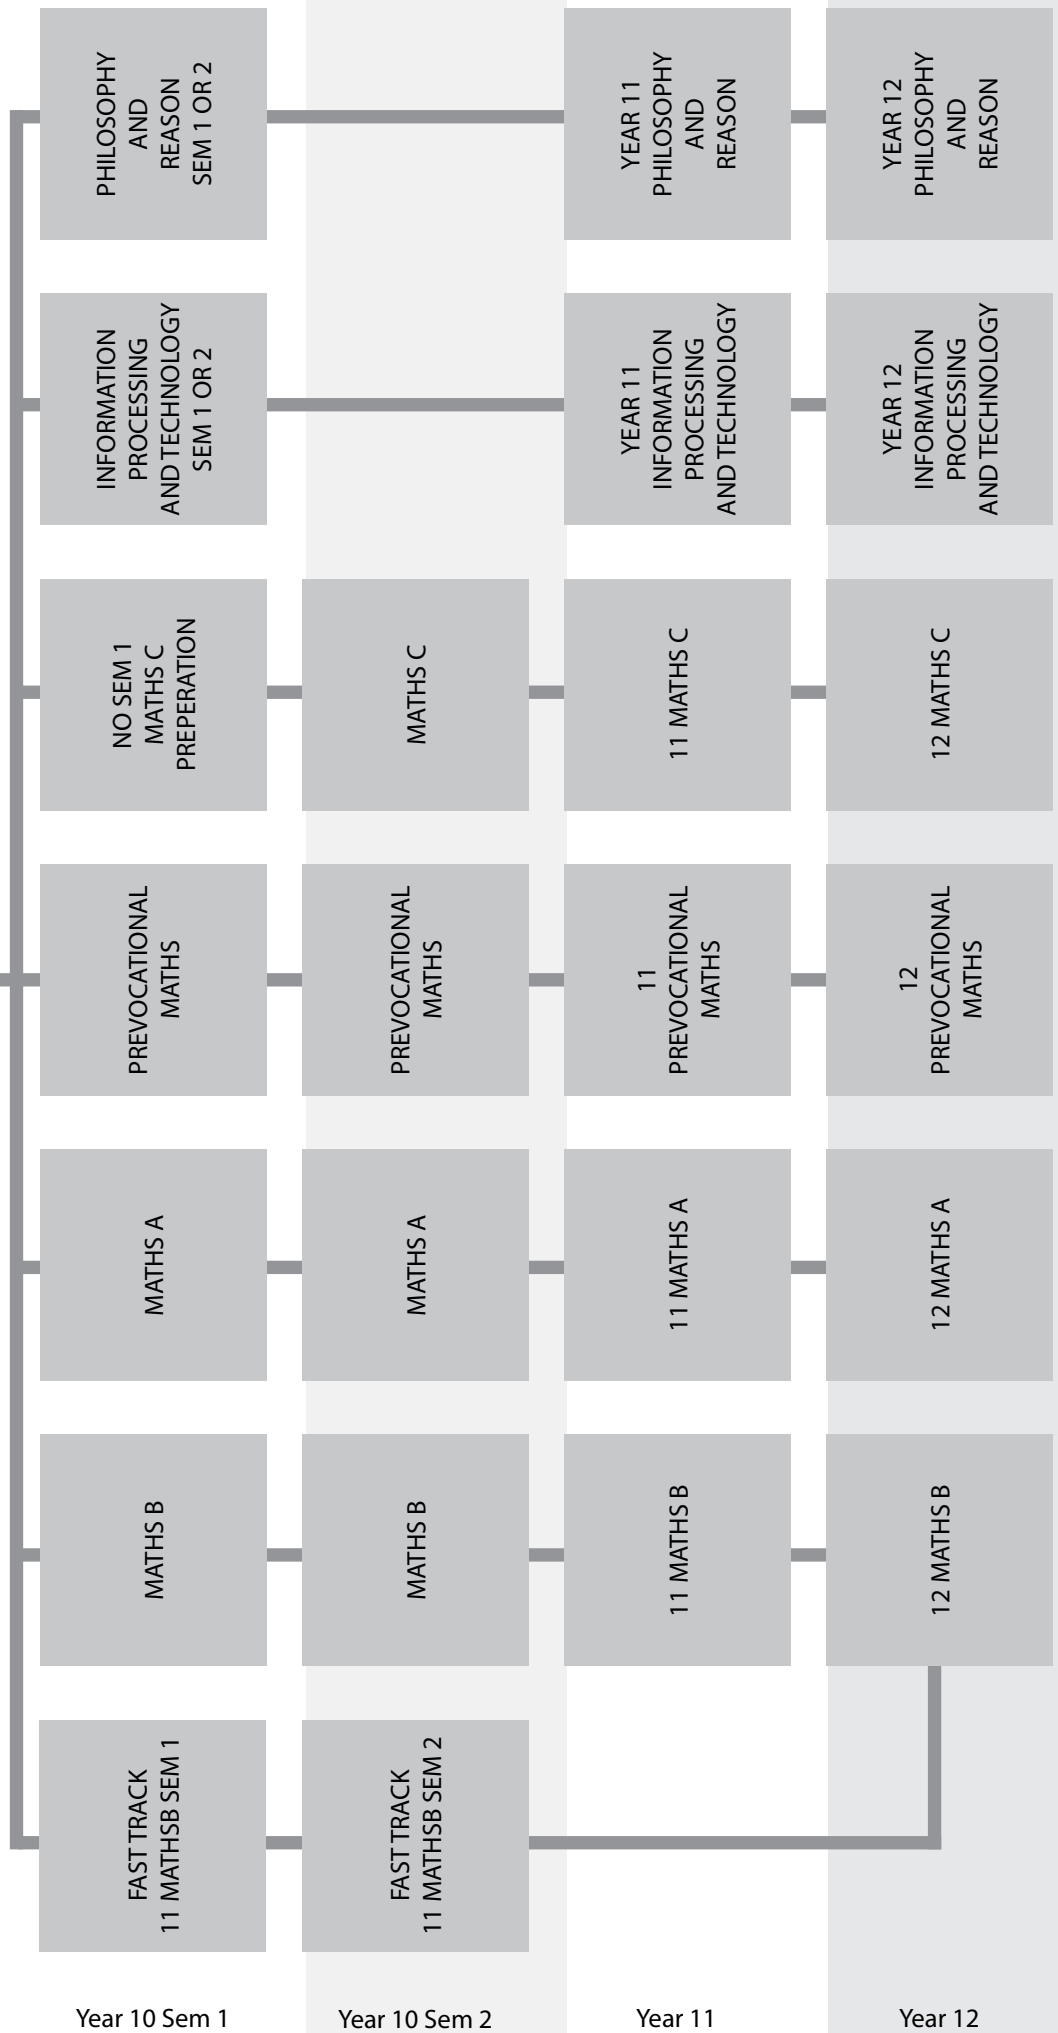 PHILOSOPHY
AND
REASON
SEM 1 OR 2
YEAR 11
PHILOSOPHY
AND
REASON
YEAR 12
PHILOSOPHY
AND
REASON
INFORMATION
PROCESSING
AND TECHNOLOGY
SEM 1 OR 2
YEAR 11
INFORMATION
PROCESSING
AND TECHNOLOGY
YEAR 12
INFORMATION
PROCESSING
AND TECHNOLOGY
NO SEM 1
MATHS C
PREPERATION
MATHS C
11 MATHS C
12 MATHS C
PREVOCATIONAL
MATHS
PREVOCATIONAL
MATHS
11
PREVOCATIONAL
MATHS
12
PREVOCATIONAL
MATHS
MATHS A
MATHS A
11 MATHS A
12 MATHS A
MATHS B
MATHS B
11 MATHS B
12 MATHS B
FAST TRACK
11 MATHSB SEM 1
FAST TRACK
11 MATHSB SEM 2
Year 10 Sem 1
Year 10 Sem 2
Year 11
Year 12